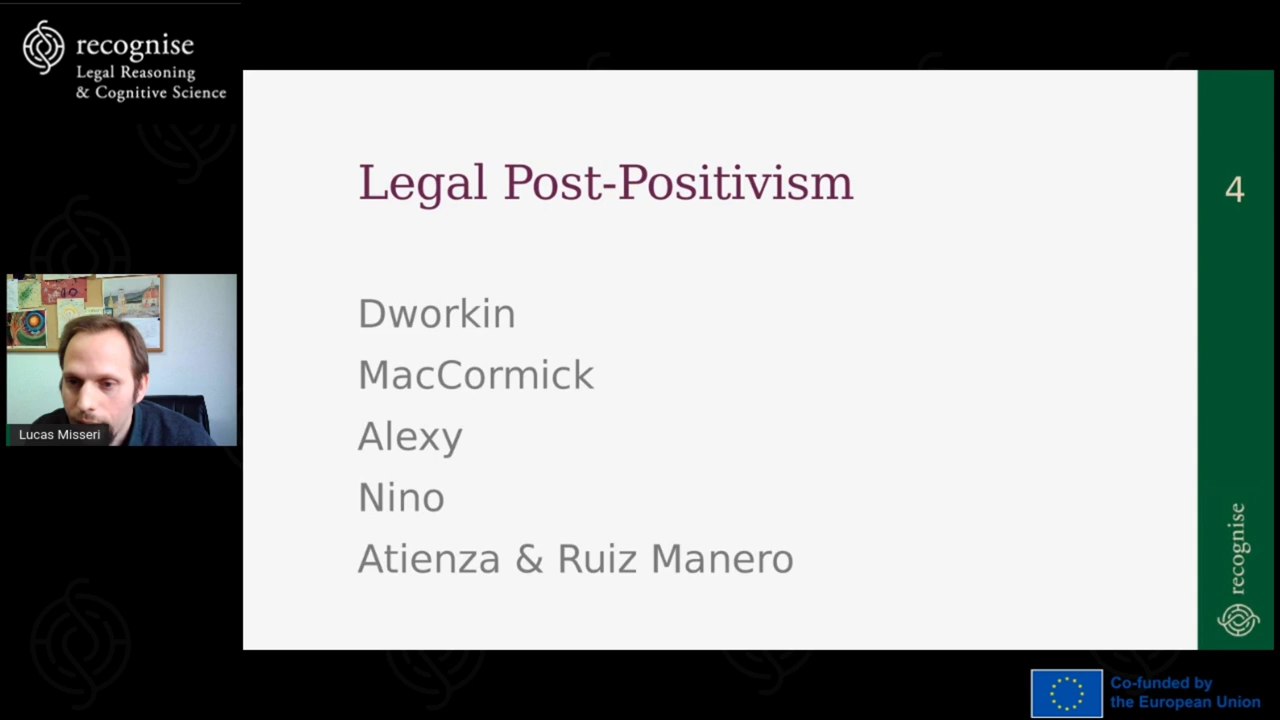 recognise
Legal Reasoning
& Cognitive Science
Legal Post-Positivism
4
Dworkin
MacCormick
Alexy
Nino
Atienza & Ruiz Manero
Lucas Misseri
recognise
Co-funded by
the European Union